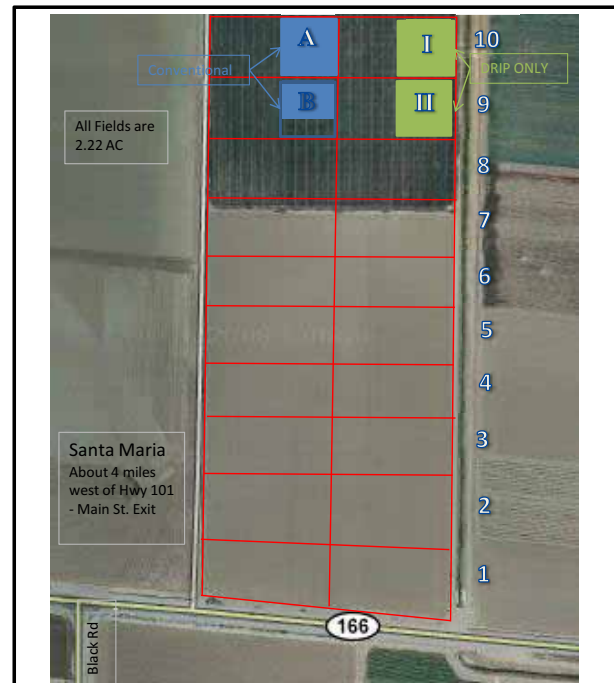 A
I
10
Conventional
DRIP ONLY
B
II
9
All Fields are
2.22 AC
8
7
6
5
4
Santa Maria
About 4 miles
west of Hwy 101
- Main St. Exit
3
2
1
166
Black Rd